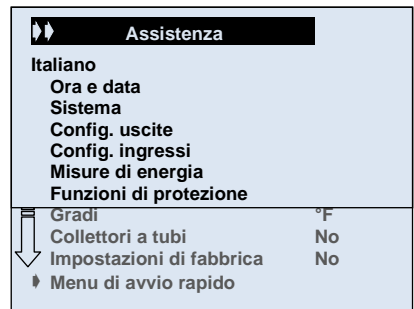 Assistenza
Italiano
Ora e data
Sistema
Config. uscite
Config. ingressi
Misure di energia
Funzioni di protezione
Gradi °F
Collettori a tubi No
Impostazioni di fabbrica No
Menu di avvio rapido